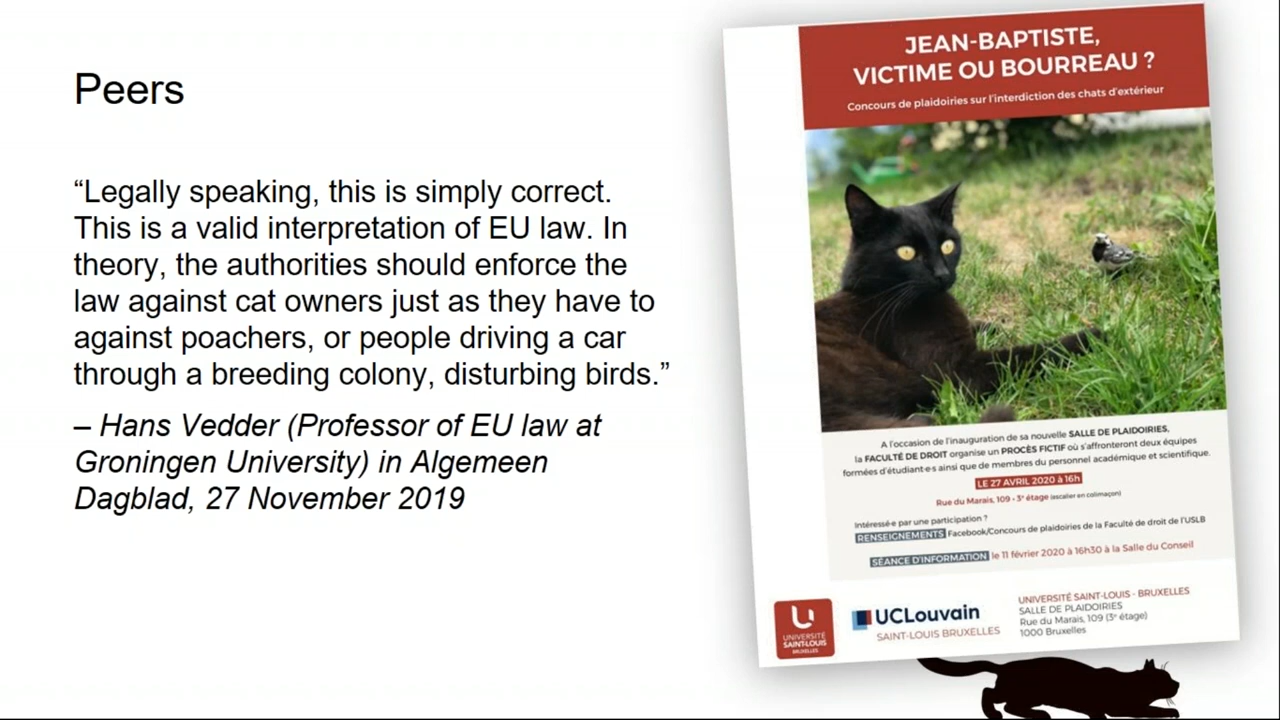 Peers
“Legally speaking, this is simply correct.
This is a valid interpretation of EU law. In
theory, the authorities should enforce the
law against cat owners just as they have to
against poachers, or people driving a car
through a breeding colony, disturbing birds.”
– Hans Vedder (Professor of EU law at
Groningen University) in Algemeen
Dagblad, 27 November 2019
JEAN-BAPTISTE,
VICTIME OU BOURREAU ?
Concours de plaidoiries sur l'interdiction des chats d'extérieur
A l'occasion de l'inauguration de sa nouvelle SALLE DE PLAIDOIRIES,
la FACULTÉ DE DROIT organise un PROCÈS FICTIF où s'affronteront deux équipes
formées d'étudiant·e·s ainsi que de membres du personnel académique et scientifique.
LE 27 AVRIL 2020 à 16h
Rue du Marais, 109 - 3e étage (escalier en colimaçon)
Intéressé·e par une participation ?
RENSEIGNEMENTS Facebook/Concours de plaidoiries de la Faculté de droit de l'USLB
SÉANCE D'INFORMATION le 11 février 2020 à 16h30 à la Salle du Conseil
UNIVERSITÉ
SAINT-LOUIS
BRUXELLES
UCLouvain
SAINT-LOUIS BRUXELLES
UNIVERSITÉ SAINT-LOUIS - BRUXELLES
SALLE DE PLAIDOIRIES
Rue du Marais, 109 (3e étage)
1000 Bruxelles